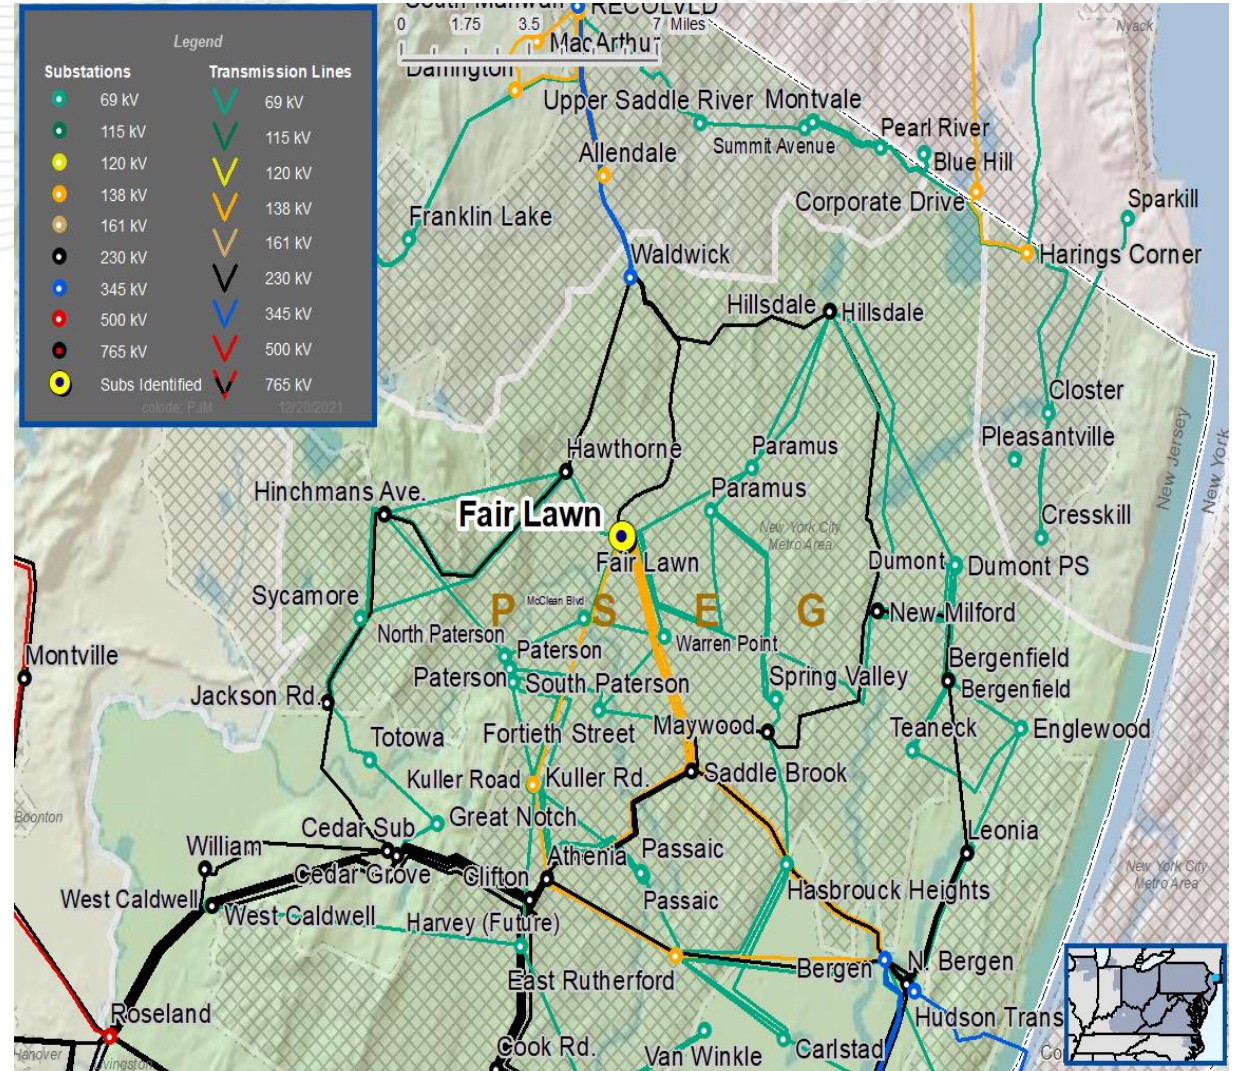 Legend
Substations
Transmission Lines
69 kV
69 kV
115 kV
115 kV
120 kV
120 kV
138 kV
138 kV
161 kV
161 kV
230 kV
230 kV
345 kV
345 kV
500 kV
500 kV
765 kV
Subs Identified
765 kV
12/20/2021
RECOLVLD
0 1.75 3.5 7 Miles
MacArthur
Darlington
Nyack
Upper Saddle River
Montvale
Summit Avenue
Pearl River
Blue Hill
Allendale
Corporate Drive
Sparkill
Franklin Lake
Waldwick
Harings Corner
Hillsdale
Hillsdale
Closter
Pleasantville
Hawthorne
Paramus
Hinchmans Ave.
Paramus
Fair Lawn
Cresskill
New York City
Metro Area
New Jersey
New York
Fair Lawn
Dumont
Dumont PS
Sycamore
McClean Blvd
P S E G
New Milford
North Paterson
Warren Point
Montville
Paterson
Bergenfield
Paterson
South Paterson
Spring Valley
Bergenfield
Jackson Rd.
Totowa
Fortieth Street
Maywood
Teaneck
Englewood
Kuller Road
Kuller Rd.
Saddle Brook
Boonton
Great Notch
Cedar Sub
William
Athenia
Passaic
Leonia
Cedar Grove
Clifton
New York City
Metro Area
West Caldwell
West Caldwell
Harvey (Future)
Passaic
Hasbrouck Heights
East Rutherford
Bergen
N. Bergen
Roseland
Hudson Trans
Hanover
Livingston
Cook Rd.
Van Winkle
Carlstad
Co